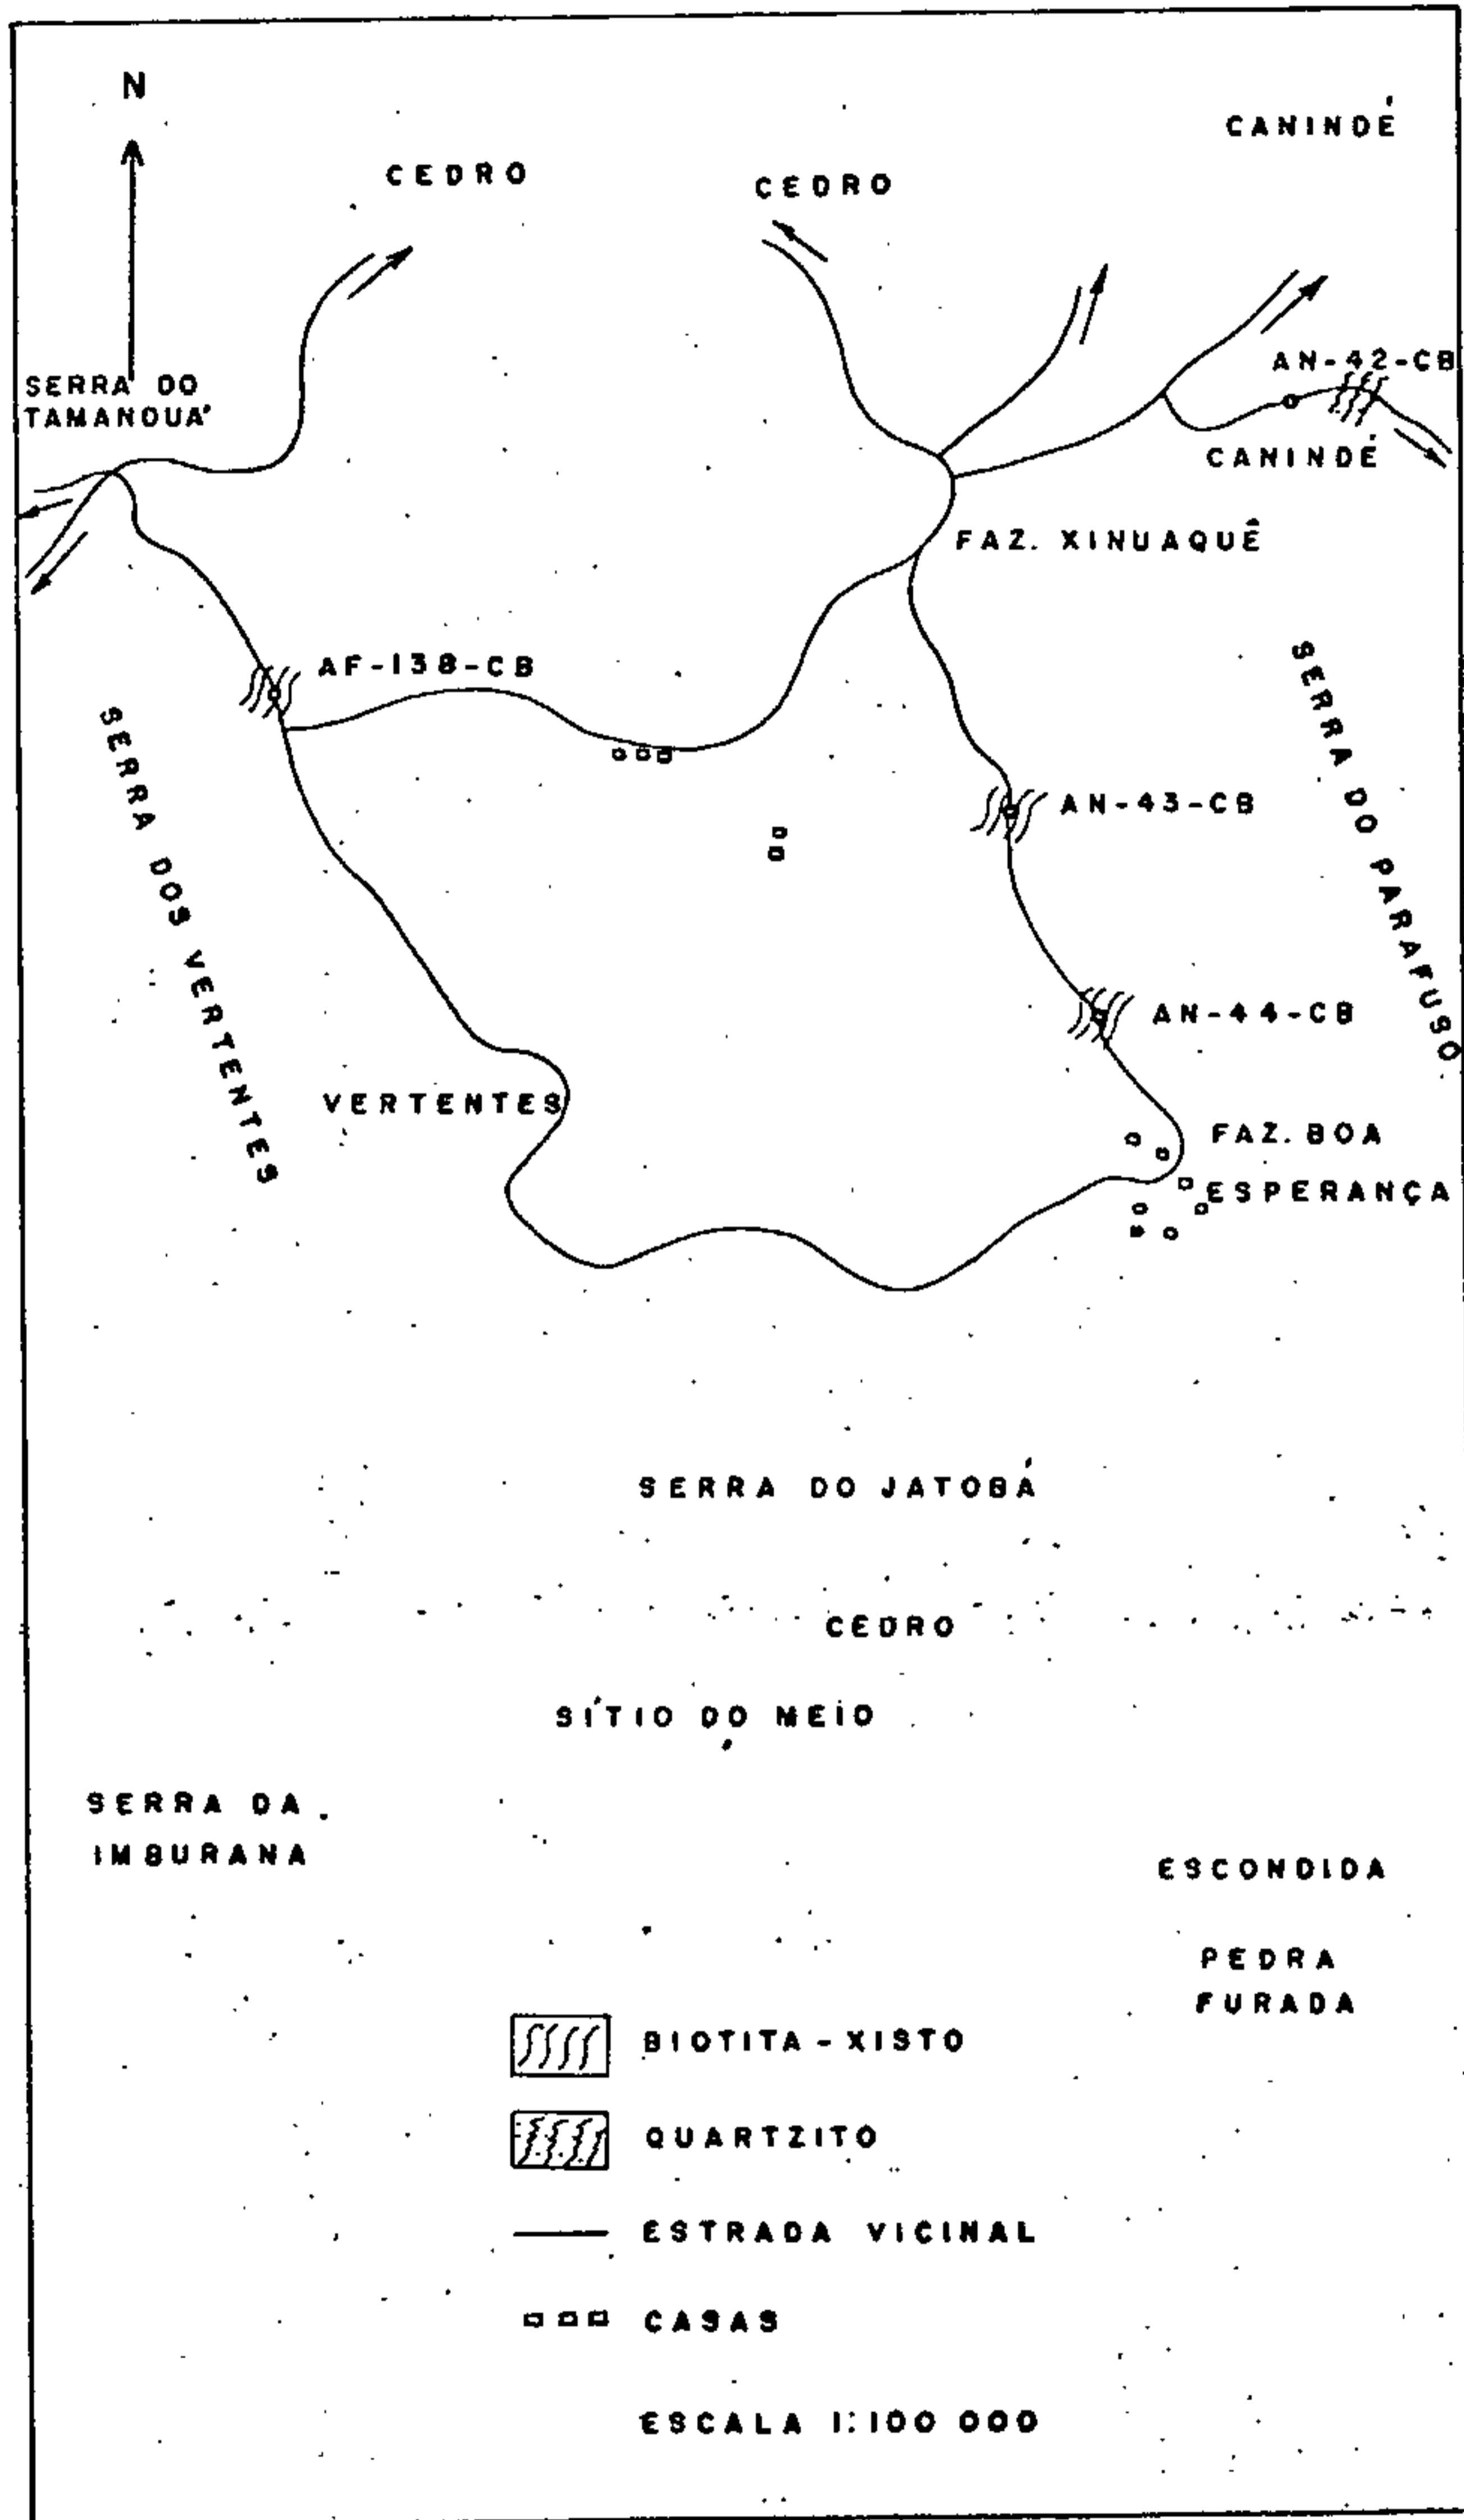 N
CANINDÉ
CEDRO
CEDRO
SERRA DO
TAMANDUÁ
AN-42-CB
CANINDÉ
FAZ. XINUAQUÊ
AF-138-CB
SERRA DOS VERTENTES
SERRA DO PARAFUSO
AN-43-CB
AN-44-CB
VERTENTES
FAZ. BOA
ESPERANÇA
SERRA DO JATOBÁ
CEDRO
SÍTIO DO MEIO
SERRA DA
IMBURANA
ESCONDIDA
PEDRA
FURADA
BIOTITA-XISTO
QUARTZITO
ESTRADA VICINAL
CASAS
ESCALA 1:100 000